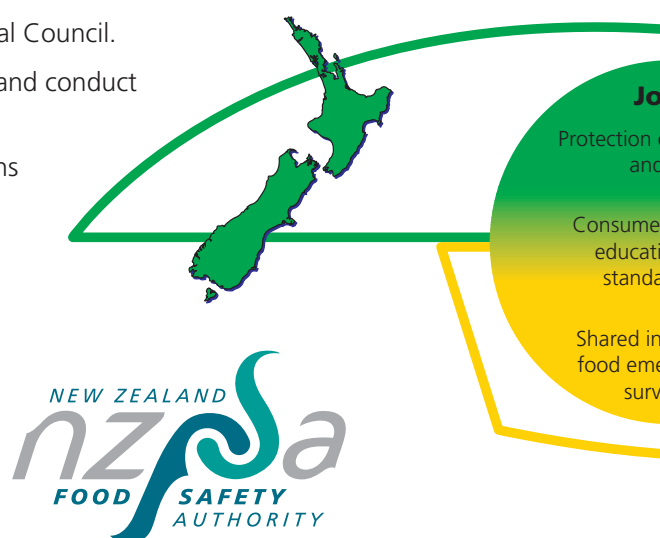 al Council.
and conduct
ns
Jo
Protection
and
Consume
educati
standa
Shared in
food eme
surv
NEW ZEALAND
nzfsa
FOOD SAFETY
AUTHORITY